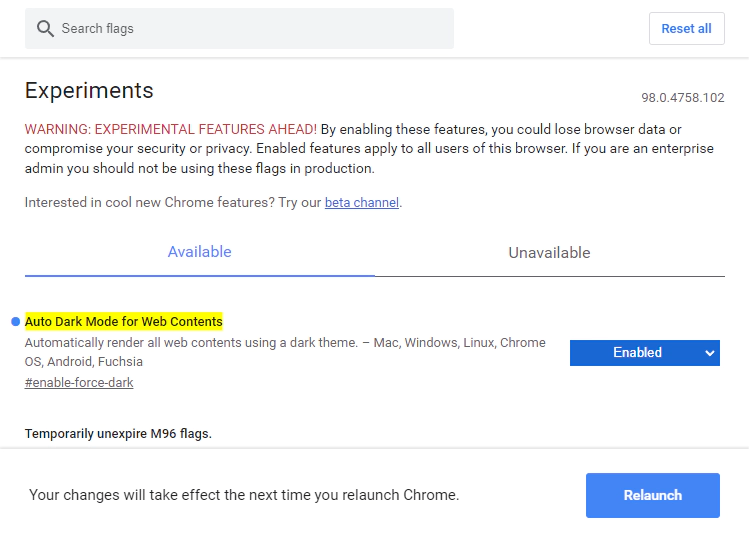 Search flags
Reset all
Experiments
98.0.4758.102
WARNING: EXPERIMENTAL FEATURES AHEAD! By enabling these features, you could lose browser data or
compromise your security or privacy. Enabled features apply to all users of this browser. If you are an enterprise
admin you should not be using these flags in production.
Interested in cool new Chrome features? Try our beta channel.
Available
Unavailable
Auto Dark Mode for Web Contents
Automatically render all web contents using a dark theme. – Mac, Windows, Linux, Chrome
OS, Android, Fuchsia
#enable-force-dark
Enabled
Temporarily unexpire M96 flags.
Your changes will take effect the next time you relaunch Chrome.
Relaunch